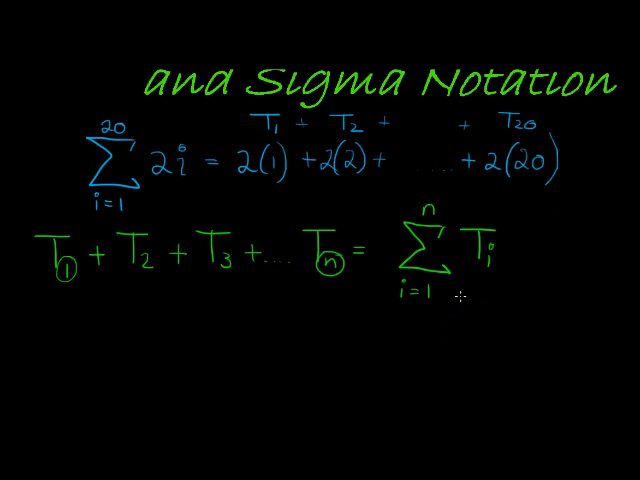 and Sigma Notation
T₁ + T₂ + + T₂₀
20
∑ 2i = 2(1) + 2(2) + ..... + 2(20)
i=1
n
T₁ + T₂ + T₃ + .... Tₙ = ∑ Tᵢ
i=1